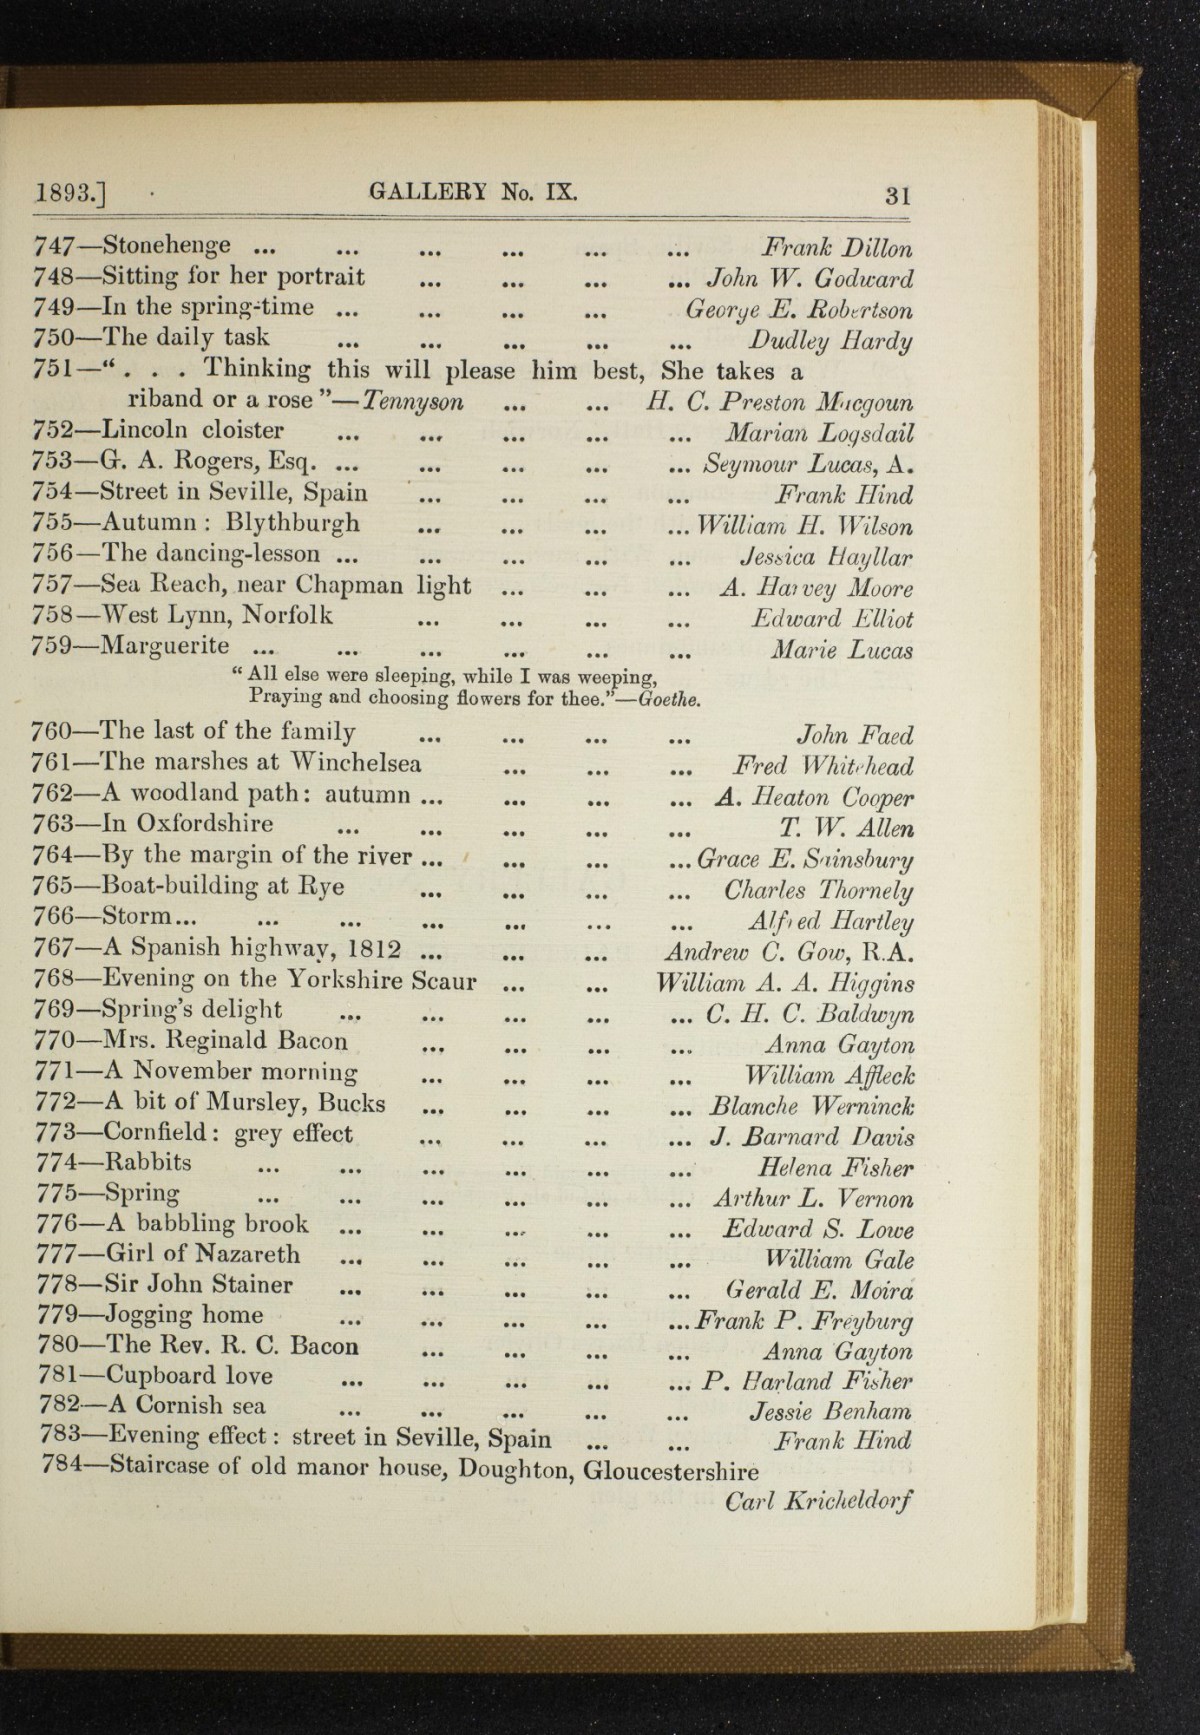 1893.] GALLERY No. IX. 31
747—Stonehenge ... ... ... ... ... ... Frank Dillon
748—Sitting for her portrait ... ... ... ... John W. Godward
749—In the spring-time ... ... ... ... George E. Robertson
750—The daily task ... ... ... ... ... Dudley Hardy
751—“ . . . Thinking this will please him best, She takes a
riband or a rose ”—Tennyson ... ... H. C. Preston Macgoun
752—Lincoln cloister ... ... ... ... ... Marian Logsdail
753—G. A. Rogers, Esq. ... ... ... ... ... Seymour Lucas, A.
754—Street in Seville, Spain ... ... ... ... Frank Hind
755—Autumn : Blythburgh ... ... ... ... William H. Wilson
756—The dancing-lesson ... ... ... ... ... Jessica Hayllar
757—Sea Reach, near Chapman light ... ... ... A. Harvey Moore
758—West Lynn, Norfolk ... ... ... ... Edward Elliot
759—Marguerite ... ... ... ... ... ... Marie Lucas
“ All else were sleeping, while I was weeping,
Praying and choosing flowers for thee.”—Goethe.
760—The last of the family ... ... ... ... John Faed
761—The marshes at Winchelsea ... ... ... Fred Whitehead
762—A woodland path : autumn ... ... ... ... A. Heaton Cooper
763—In Oxfordshire ... ... ... ... ... T. W. Allen
764—By the margin of the river ... ... ... ... Grace E. Sainsbury
765—Boat-building at Rye ... ... ... ... Charles Thornely
766—Storm... ... ... ... ... ... ... Alfred Hartley
767—A Spanish highway, 1812 ... ... ... Andrew C. Gow, R.A.
768—Evening on the Yorkshire Scaur ... ... William A. A. Higgins
769—Spring’s delight ... ... ... ... ... C. H. C. Baldwyn
770—Mrs. Reginald Bacon ... ... ... ... Anna Gayton
771—A November morning ... ... ... ... William Affleck
772—A bit of Mursley, Bucks ... ... ... ... Blanche Werninck
773—Cornfield : grey effect ... ... ... ... J. Barnard Davis
774—Rabbits ... ... ... ... ... ... Helena Fisher
775—Spring ... ... ... ... ... ... Arthur L. Vernon
776—A babbling brook ... ... ... ... ... Edward S. Lowe
777—Girl of Nazareth ... ... ... ... ... William Gale
778—Sir John Stainer ... ... ... ... ... Gerald E. Moira
779—Jogging home ... ... ... ... ... Frank P. Freyburg
780—The Rev. R. C. Bacon ... ... ... ... Anna Gayton
781—Cupboard love ... ... ... ... ... P. Harland Fisher
782—A Cornish sea ... ... ... ... ... Jessie Benham
783—Evening effect : street in Seville, Spain ... ... Frank Hind
784—Staircase of old manor house, Doughton, Gloucestershire
Carl Kricheldorf